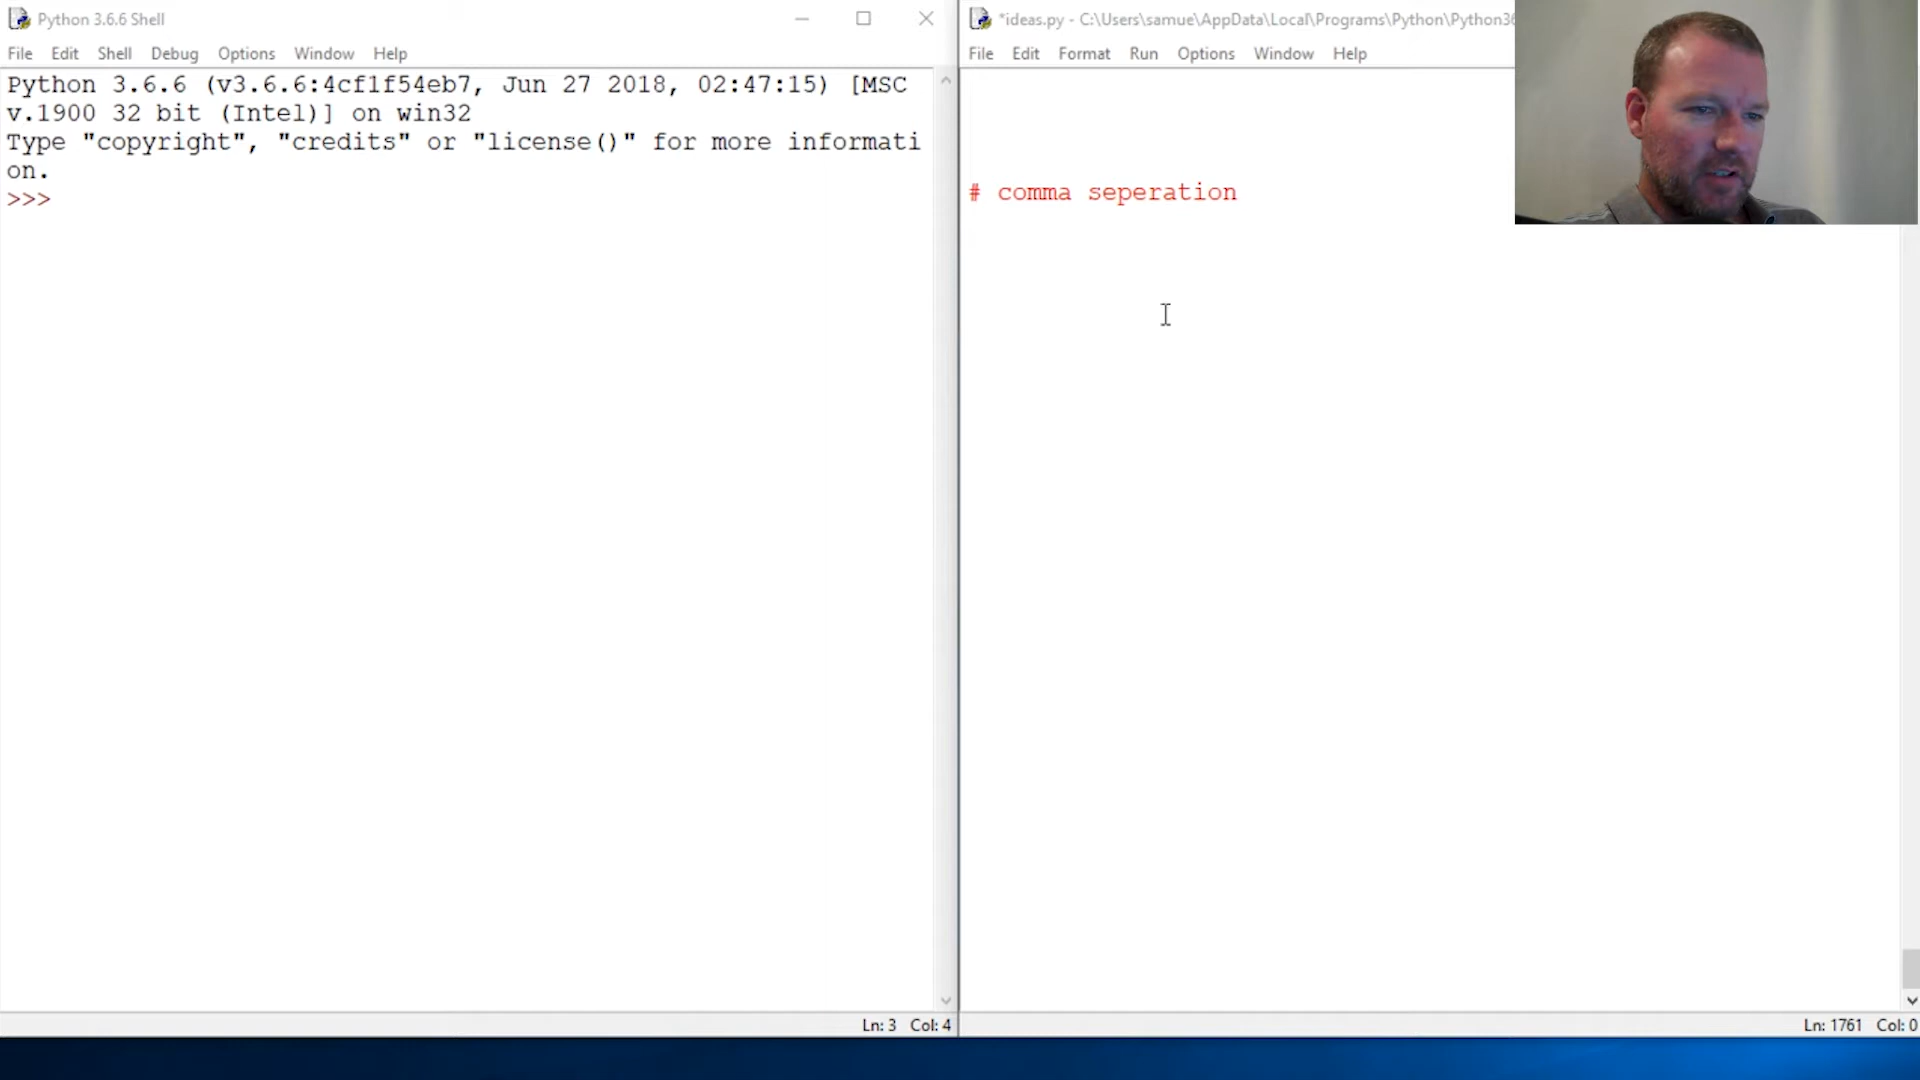 Python 3.6.6 Shell
File Edit Shell Debug Options Window Help
Python 3.6.6 (v3.6.6:4cf1f54eb7, Jun 27 2018, 02:47:15) [MSC
v.1900 32 bit (Intel)] on win32
Type "copyright", "credits" or "license()" for more informati
on.
>>>
Ln: 3 Col: 4
*ideas.py - C:\Users\samue\AppData\Local\Programs\Python\Python36
File Edit Format Run Options Window Help
# comma seperation
Ln: 1761 Col: 0